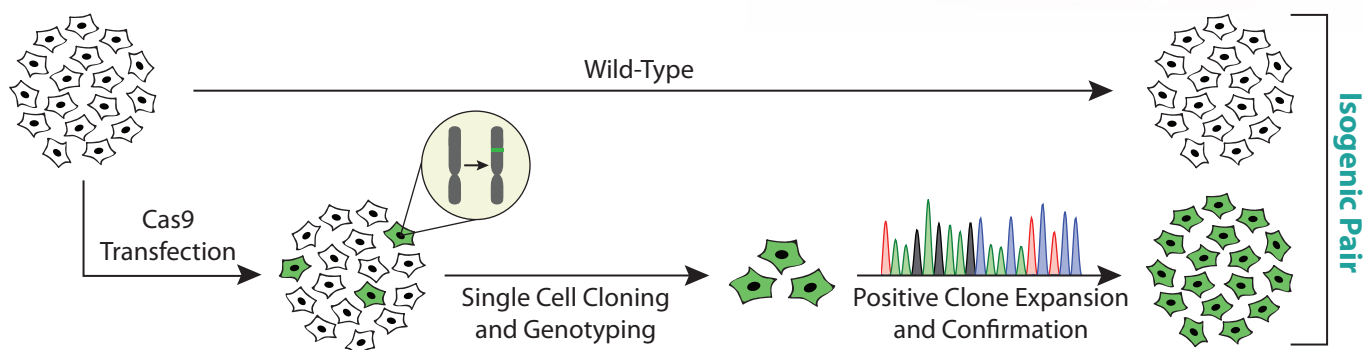 Wild-Type
Cas9
Transfection
Single Cell Cloning
and Genotyping
Positive Clone Expansion
and Confirmation
Isogenic Pair